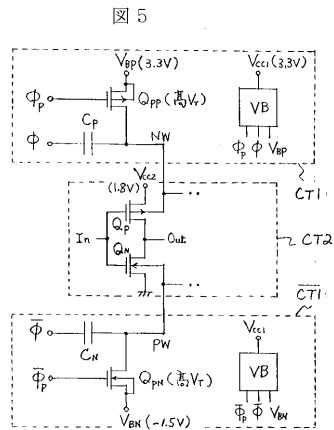 図 5
V_BP (3.3V)
V_CC1 (3.3V)
Φ_P
Q_PP (高V_T)
VB
Φ
C_P
NW
Φ_P Φ V_BP
CT1
V_CC2
(1.8V)
Q_P
In
Out
CT2
Q_N
Φ̅
C_N
PW
C̅T̅1̅
V_CC1
Φ̅_P
Q_PN (高V_T)
VB
V_BN (-1.5V)
Φ̅_P Φ̅ V_BN